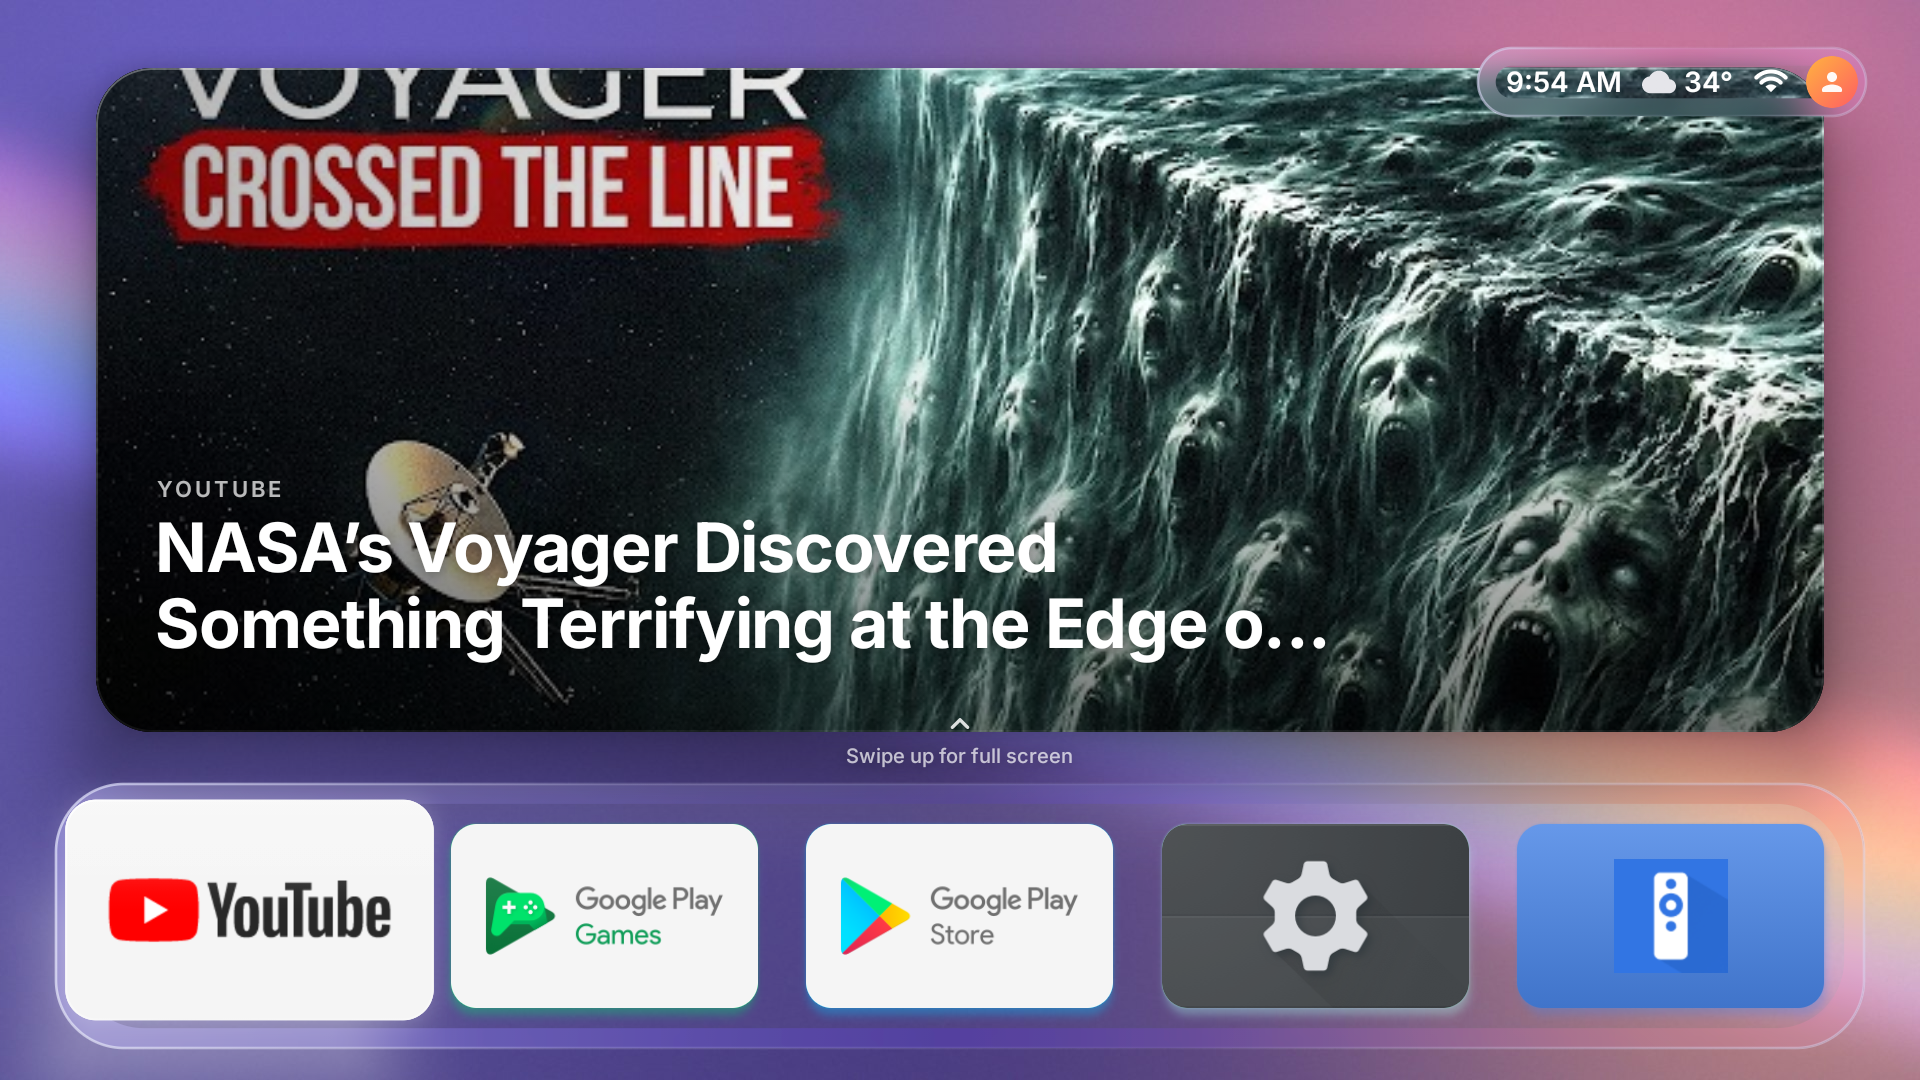 9:54 AM 34°
VOYAGER
CROSSED THE LINE
YOUTUBE
NASA’s Voyager Discovered
Something Terrifying at the Edge o…
Swipe up for full screen
YouTube
Google Play
Games
Google Play
Store